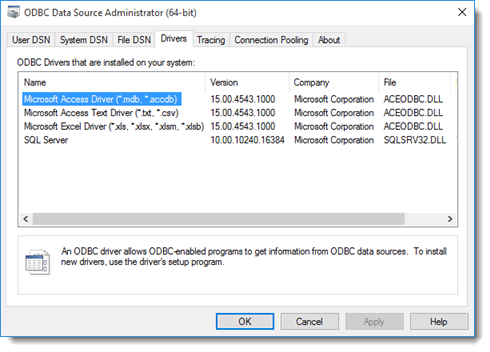 ODBC Data Source Administrator (64-bit)
User DSN System DSN File DSN Drivers Tracing Connection Pooling About
ODBC Drivers that are installed on your system:
Name Version Company File
Microsoft Access Driver (*.mdb, *.accdb) 15.00.4543.1000 Microsoft Corporation ACEODBC.DLL
Microsoft Access Text Driver (*.txt, *.csv) 15.00.4543.1000 Microsoft Corporation ACEODBC.DLL
Microsoft Excel Driver (*.xls, *.xlsx, *.xlsm, *.xlsb) 15.00.4543.1000 Microsoft Corporation ACEODBC.DLL
SQL Server 10.00.10240.16384 Microsoft Corporation SQLSRV32.DLL
An ODBC driver allows ODBC-enabled programs to get information from ODBC data sources. To install
new drivers, use the driver's setup program.
OK Cancel Apply Help